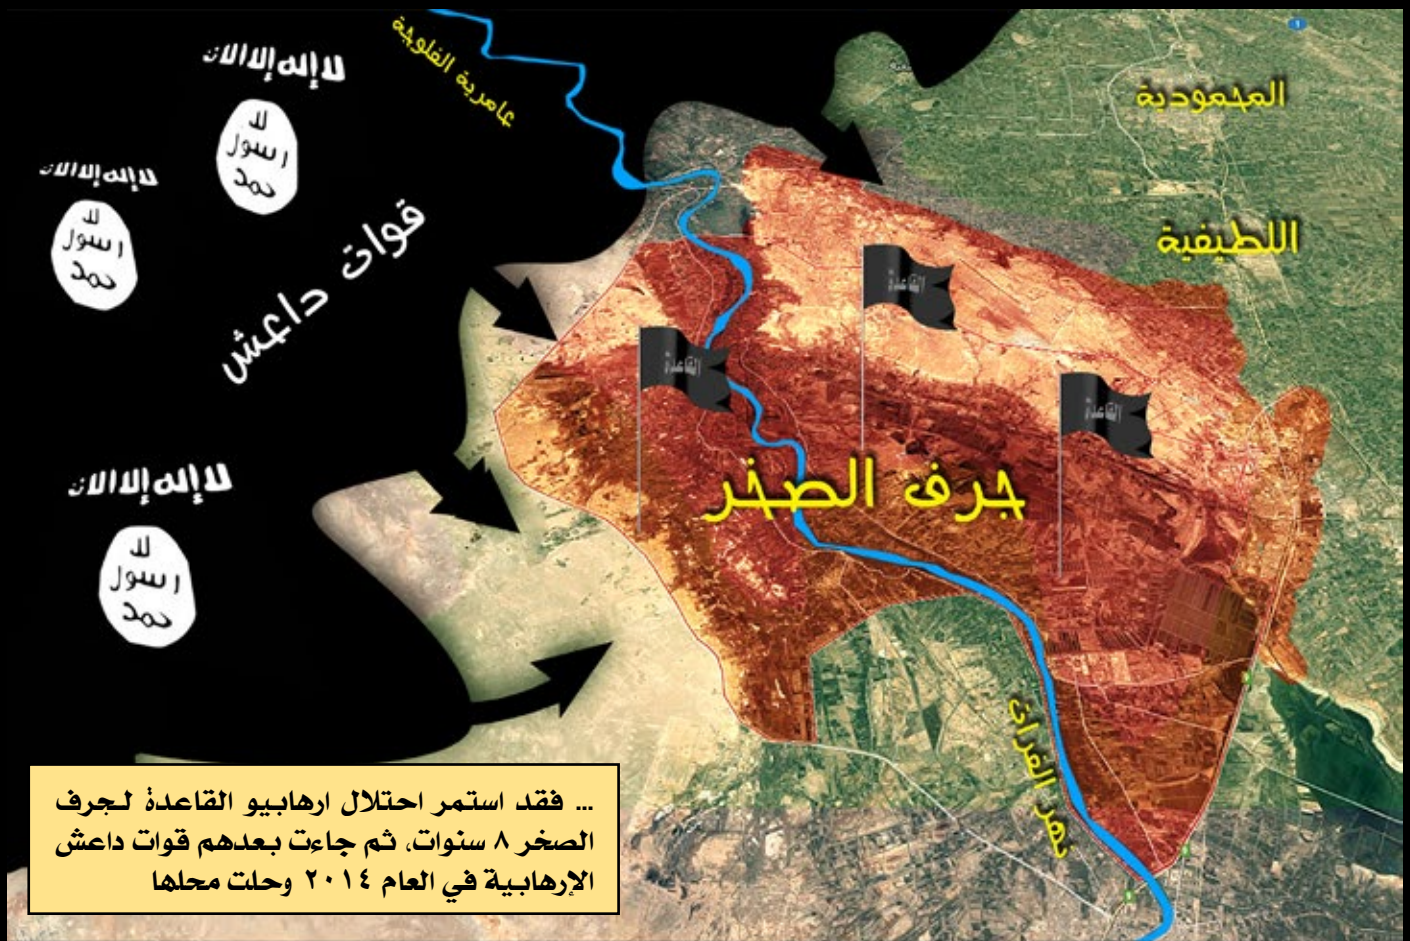 عامرية الفلوجة
لا إله إلا الله
الله
رسول
محمد
لا إله إلا الله
الله
رسول
محمد
المحمودية
اللطيفية
قوات داعش
القاعدة
القاعدة
القاعدة
جرف الصخر
لا إله إلا الله
الله
رسول
محمد
نهر الفرات
... فقد استمر احتلال ارهابيو القاعدة لجرف
الصخر ٨ سنوات، ثم جاءت بعدهم قوات داعش
الإرهابية في العام ٢٠١٤ وحلت محلها